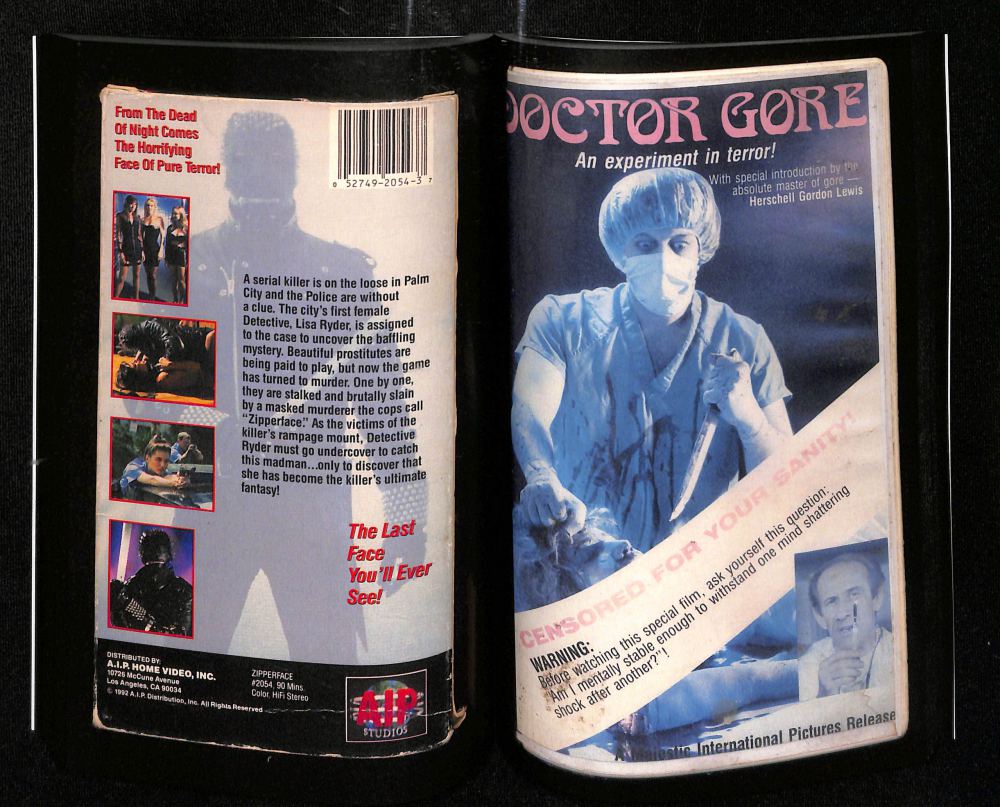 From The Dead
Of Night Comes
The Horrifying
Face Of Pure Terror!
0 52749-2054-3 7
A serial killer is on the loose in Palm
City and the Police are without
a clue. The city's first female
Detective, Lisa Ryder, is assigned
to the case to uncover the baffling
mystery. Beautiful prostitutes are
being paid to play, but now the game
has turned to murder. One by one,
they are stalked and brutally slain
by a masked murderer the cops call
"Zipperface." As the victims of the
killer's rampage mount, Detective
Ryder must go undercover to catch
this madman...only to discover that
she has become the killer's ultimate
fantasy!
The Last
Face
You'll Ever
See!
DISTRIBUTED BY:
A.I.P. HOME VIDEO, INC.
10726 McCune Avenue
Los Angeles, CA 90034
© 1992 A.I.P. Distribution, Inc. All Rights Reserved
ZIPPERFACE
#2054, 90 Mins.
Color, HiFi Stereo
AIP
STUDIOS
DOCTOR GORE
An experiment in terror!
With special introduction by the
absolute master of gore —
Herschell Gordon Lewis
CENSORED FOR YOUR SANITY!
WARNING:
Before watching this special film, ask yourself this question:
"Am I mentally stable enough to withstand one mind shattering
shock after another?"!
A Majestic International Pictures Release